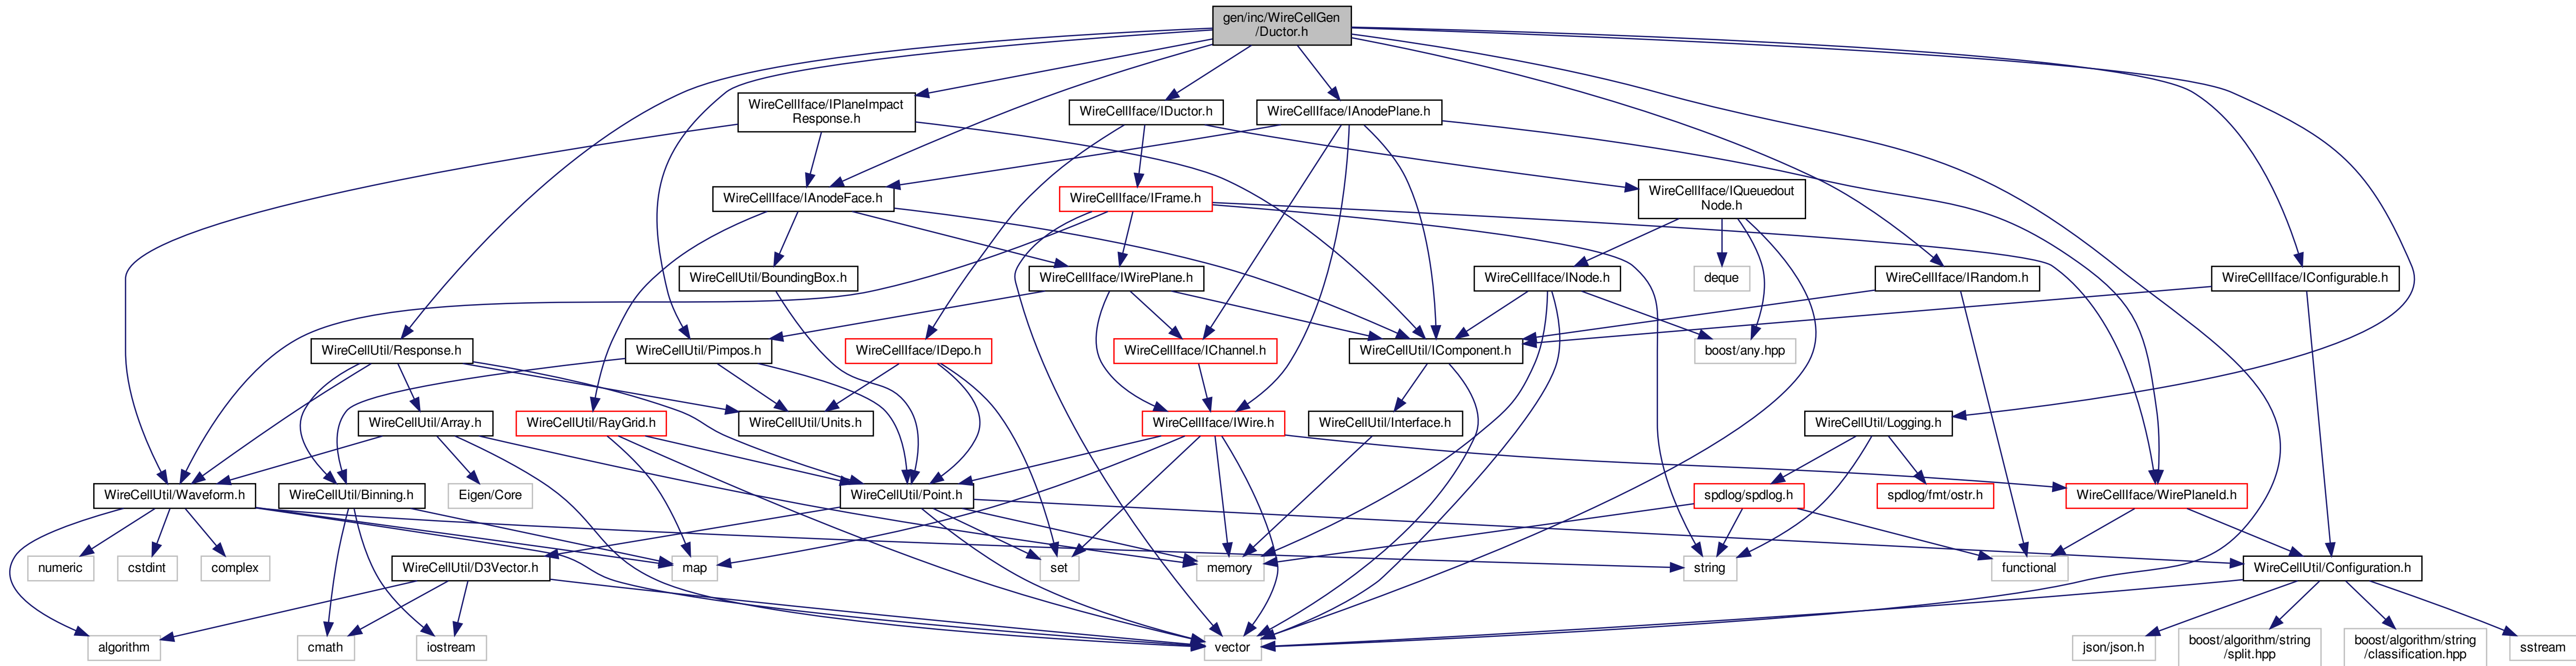 gen/inc/WireCellGen
/Ductor.h
WireCellIface/IPlaneImpact
Response.h
WireCellIface/IDuctor.h
WireCellIface/IAnodePlane.h
WireCellIface/IAnodeFace.h
WireCellIface/IFrame.h
WireCellIface/IQueuedout
Node.h
WireCellUtil/BoundingBox.h
WireCellIface/IWirePlane.h
WireCellIface/INode.h
deque
WireCellIface/IRandom.h
WireCellIface/IConfigurable.h
WireCellUtil/Response.h
WireCellUtil/Pimpos.h
WireCellIface/IDepo.h
WireCellIface/IChannel.h
WireCellUtil/IComponent.h
boost/any.hpp
WireCellUtil/Array.h
WireCellUtil/RayGrid.h
WireCellUtil/Units.h
WireCellIface/IWire.h
WireCellUtil/Interface.h
WireCellUtil/Logging.h
WireCellUtil/Waveform.h
WireCellUtil/Binning.h
Eigen/Core
WireCellUtil/Point.h
spdlog/spdlog.h
spdlog/fmt/ostr.h
WireCellIface/WirePlaneId.h
numeric
cstdint
complex
WireCellUtil/D3Vector.h
map
set
memory
string
functional
WireCellUtil/Configuration.h
algorithm
cmath
iostream
vector
json/json.h
boost/algorithm/string
/split.hpp
boost/algorithm/string
/classification.hpp
sstream